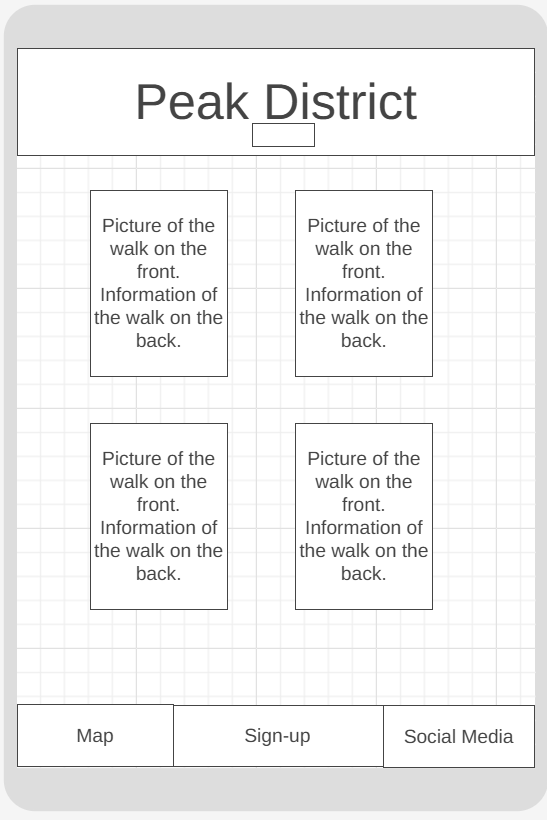 Peak District
Picture of the
walk on the
front.
Information of
the walk on the
back.
Picture of the
walk on the
front.
Information of
the walk on the
back.
Picture of the
walk on the
front.
Information of
the walk on the
back.
Picture of the
walk on the
front.
Information of
the walk on the
back.
Map
Sign-up
Social Media